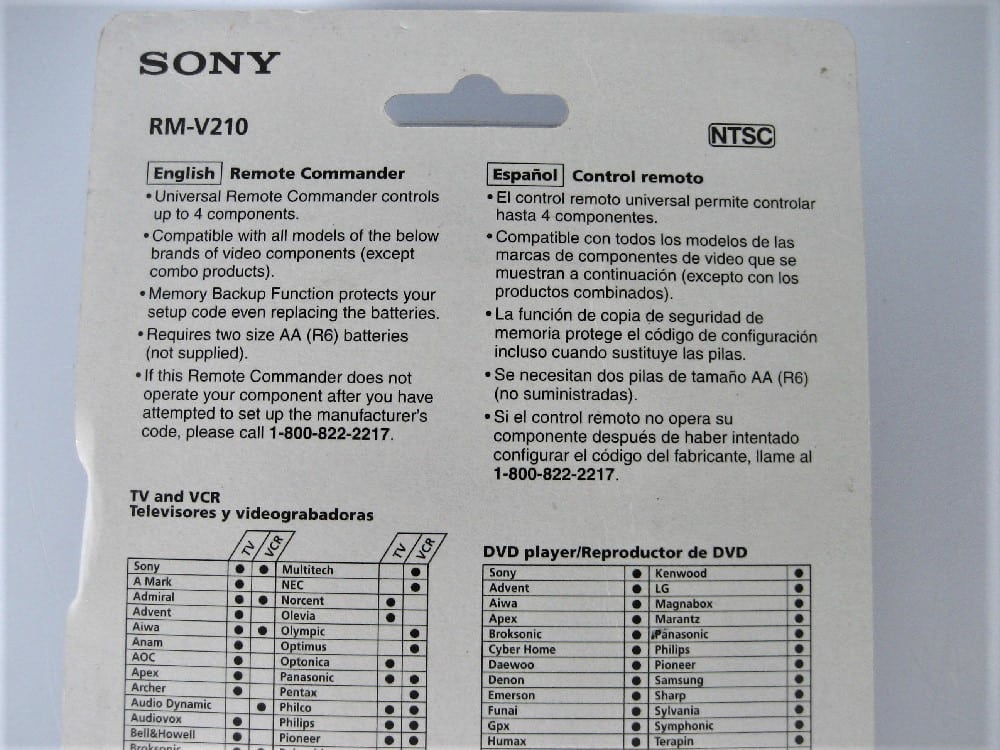 SONY
RM-V210
NTSC
English Remote Commander
• Universal Remote Commander controls
up to 4 components.
• Compatible with all models of the below
brands of video components (except
combo products).
• Memory Backup Function protects your
setup code even replacing the batteries.
• Requires two size AA (R6) batteries
(not supplied).
• If this Remote Commander does not
operate your component after you have
attempted to set up the manufacturer's
code, please call 1-800-822-2217.
Español Control remoto
• El control remoto universal permite controlar
hasta 4 componentes.
• Compatible con todos los modelos de las
marcas de componentes de video que se
muestran a continuación (excepto con los
productos combinados).
• La función de copia de seguridad de
memoria protege el código de configuración
incluso cuando sustituye las pilas.
• Se necesitan dos pilas de tamaño AA (R6)
(no suministradas).
• Si el control remoto no opera su
componente después de haber intentado
configurar el código del fabricante, llame al
1-800-822-2217.
TV and VCR
Televisores y videograbadoras
TV VCR TV VCR
Sony ● ● Multitech ●
A Mark ● NEC ●
Admiral ● ● Norcent ●
Advent ● Olevia ●
Aiwa ● ● Olympic ●
Anam ● Optimus ●
AOC ● Optonica ●
Apex ● Panasonic ● ●
Archer ● Pentax ●
Audio Dynamic ● Philco ● ●
Audiovox ● Philips ● ●
Bell&Howell ● ● Pioneer ● ●
Broksonic
DVD player/Reproductor de DVD
Sony ● Kenwood ●
Advent ● LG ●
Aiwa ● Magnabox ●
Apex ● Marantz ●
Broksonic ● Panasonic ●
Cyber Home ● Philips ●
Daewoo ● Pioneer ●
Denon ● Samsung ●
Emerson ● Sharp ●
Funai ● Sylvania ●
Gpx ● Symphonic ●
Humax ● Terapin ●